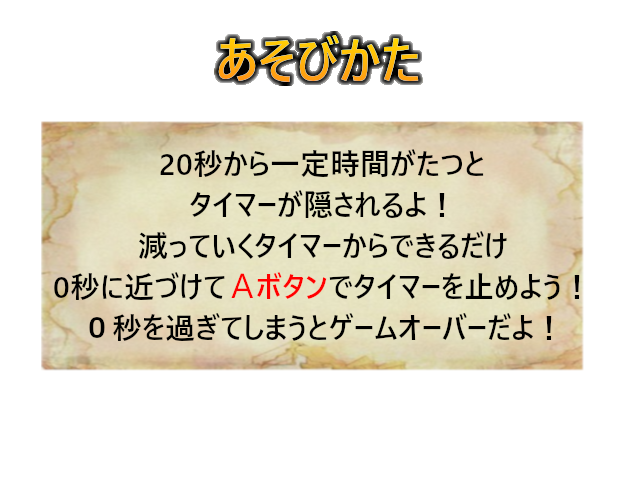 あそびかた
20秒から一定時間がたつと
タイマーが隠されるよ！
減っていくタイマーからできるだけ
0秒に近づけてＡボタンでタイマーを止めよう！
０秒を過ぎてしまうとゲームオーバーだよ！